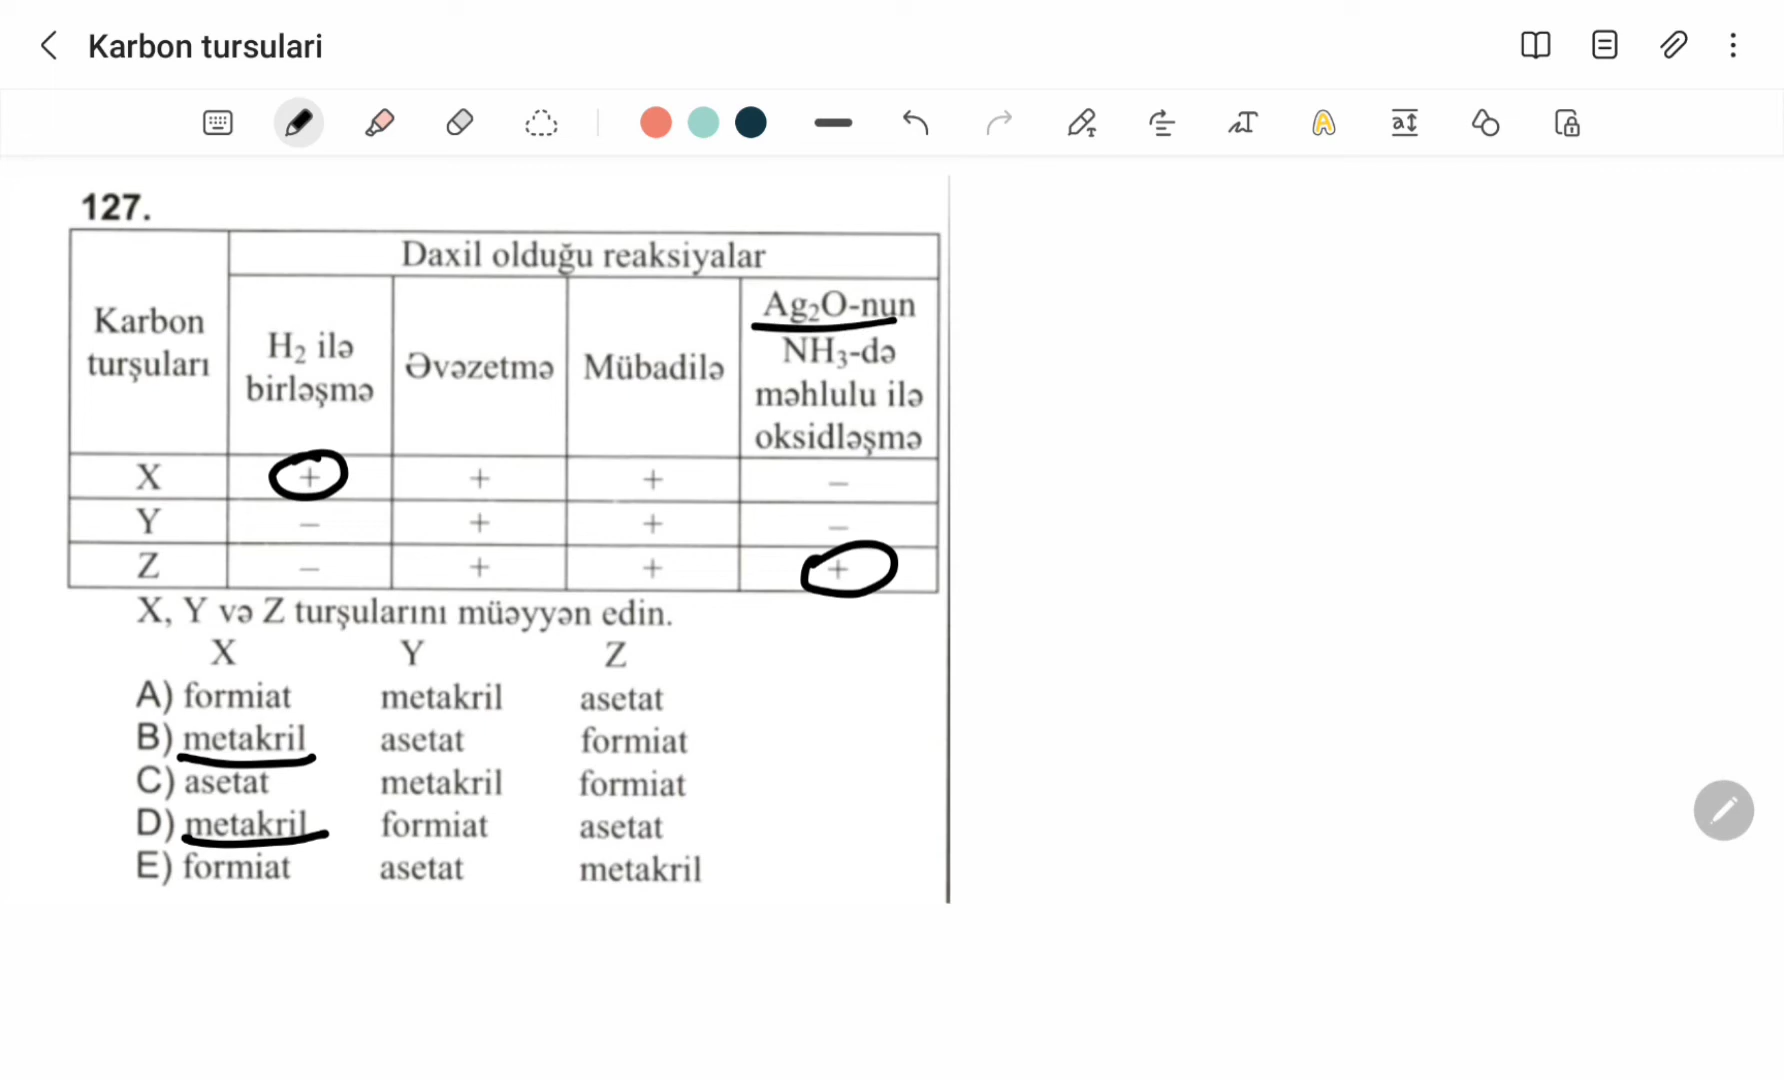 Karbon tursulari
127.
Daxil olduğu reaksiyalar
Karbon turşuları
H₂ ilə birləşmə
Əvəzetmə
Mübadilə
Ag₂O-nun NH₃-də məhlulu ilə oksidləşmə
X + + + –
Y – + + –
Z – + + +
X, Y və Z turşularını müəyyən edin.
X Y Z
A) formiat metakril asetat
B) metakril asetat formiat
C) asetat metakril formiat
D) metakril formiat asetat
E) formiat asetat metakril